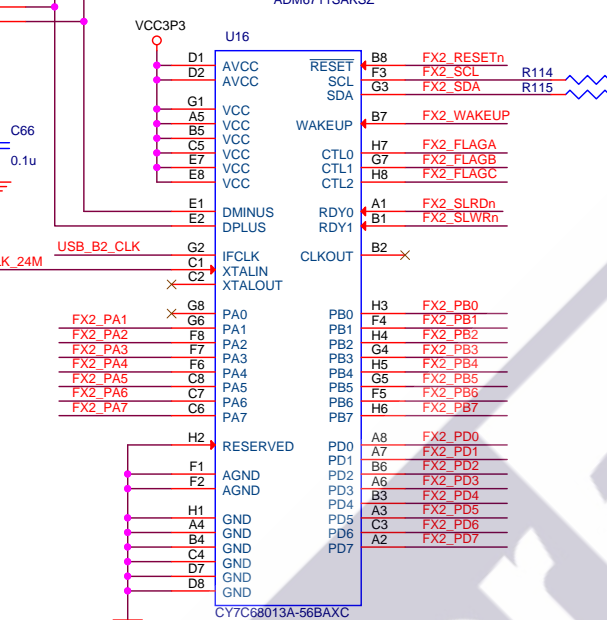 ADM6711SAKSZ
VCC3P3
U16
D1 AVCC RESET B8 FX2_RESETn
D2 AVCC SCL F3 FX2_SCL R114
SDA G3 FX2_SDA R115
G1 VCC
A5 VCC WAKEUP B7 FX2_WAKEUP
B5 VCC
C5 VCC CTL0 H7 FX2_FLAGA
E7 VCC CTL1 G7 FX2_FLAGB
E8 VCC CTL2 H8 FX2_FLAGC
C66
0.1u
E1 DMINUS RDY0 A1 FX2_SLRDn
E2 DPLUS RDY1 B1 FX2_SLWRn
USB_B2_CLK G2 IFCLK CLKOUT B2
LK_24M C1 XTALIN
C2 XTALOUT
G8 PA0 PB0 H3 FX2_PB0
FX2_PA1 G6 PA1 PB1 F4 FX2_PB1
FX2_PA2 F8 PA2 PB2 H4 FX2_PB2
FX2_PA3 F7 PA3 PB3 G4 FX2_PB3
FX2_PA4 F6 PA4 PB4 H5 FX2_PB4
FX2_PA5 C8 PA5 PB5 G5 FX2_PB5
FX2_PA6 C7 PA6 PB6 F5 FX2_PB6
FX2_PA7 C6 PA7 PB7 H6 FX2_PB7
H2 RESERVED PD0 A8 FX2_PD0
PD1 A7 FX2_PD1
F1 AGND PD2 B6 FX2_PD2
F2 AGND PD3 A6 FX2_PD3
PD4 B3 FX2_PD4
H1 GND PD5 A3 FX2_PD5
A4 GND PD6 C3 FX2_PD6
B4 GND PD7 A2 FX2_PD7
C4 GND
D7 GND
D8 GND
CY7C68013A-56BAXC